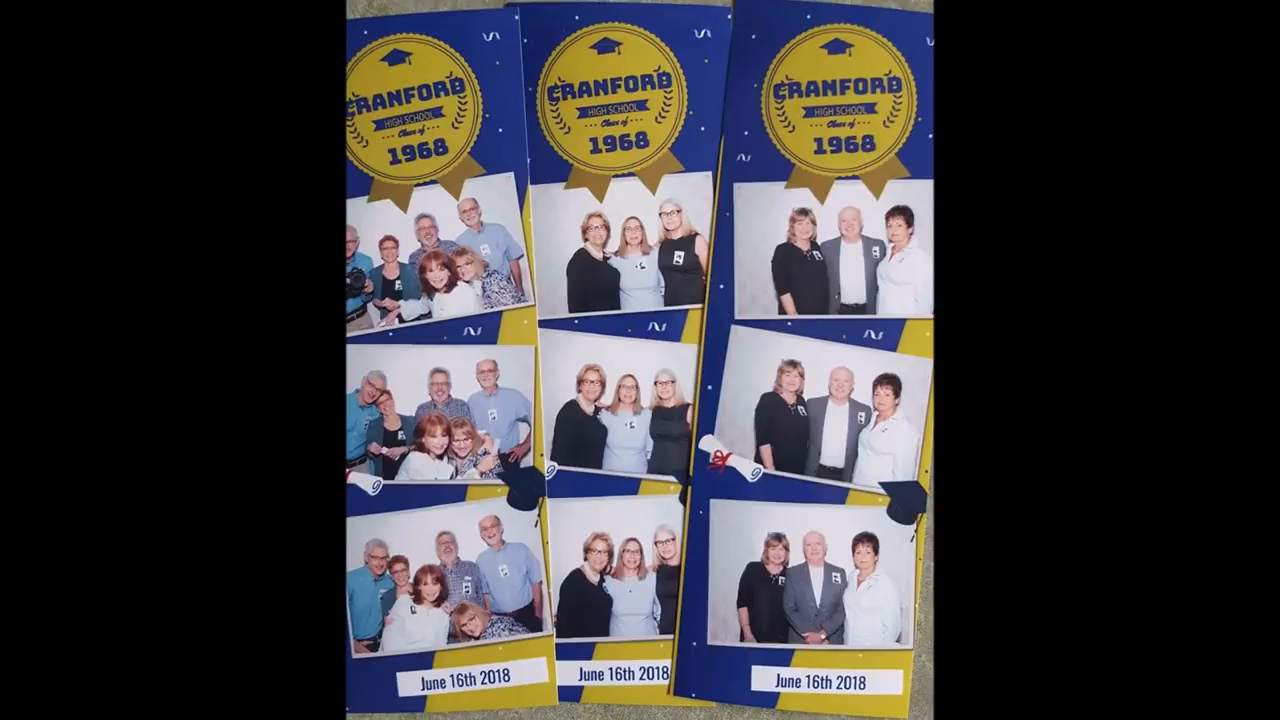 CRANFORD
HIGH SCHOOL
Class of
1968
June 16th 2018
CRANFORD
HIGH SCHOOL
Class of
1968
June 16th 2018
CRANFORD
HIGH SCHOOL
Class of
1968
June 16th 2018